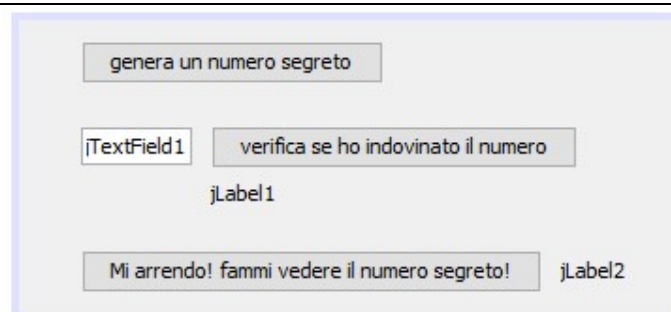 genera un numero segreto
jTextField1 verifica se ho indovinato il numero
jLabel1
Mi arrendo! fammi vedere il numero segreto! jLabel2